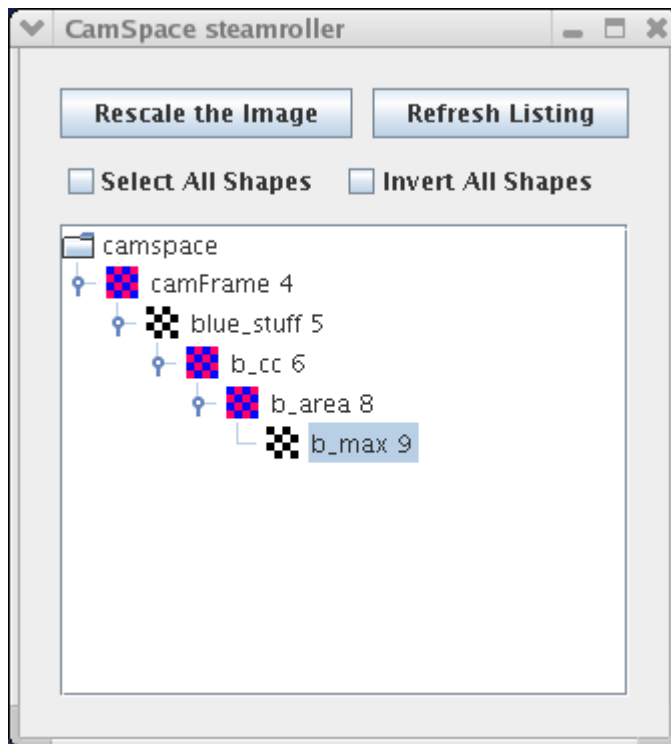 CamSpace steamroller
Rescale the Image Refresh Listing
Select All Shapes Invert All Shapes
camspace
camFrame 4
blue_stuff 5
b_cc 6
b_area 8
b_max 9